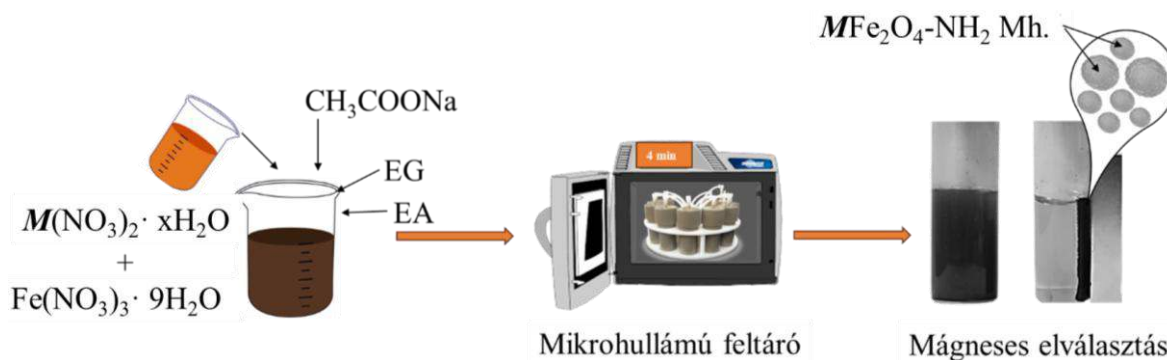 MFe₂O₄-NH₂ Mh.
CH₃COONa
EG
EA
M(NO₃)₂· xH₂O
+
Fe(NO₃)₃· 9H₂O
4 min
Mikrohullámú feltáró
Mágneses elválasztás